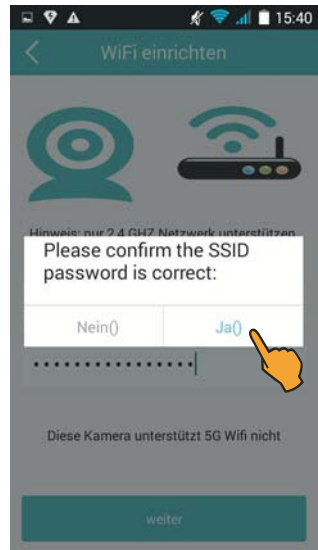 15:40
WiFi einrichten
Hinweis: nur 2.4 GHZ Netzwerk unterstützen
Please confirm the SSID
password is correct:
Nein()
Ja()
Diese Kamera unterstützt 5G Wifi nicht
weiter